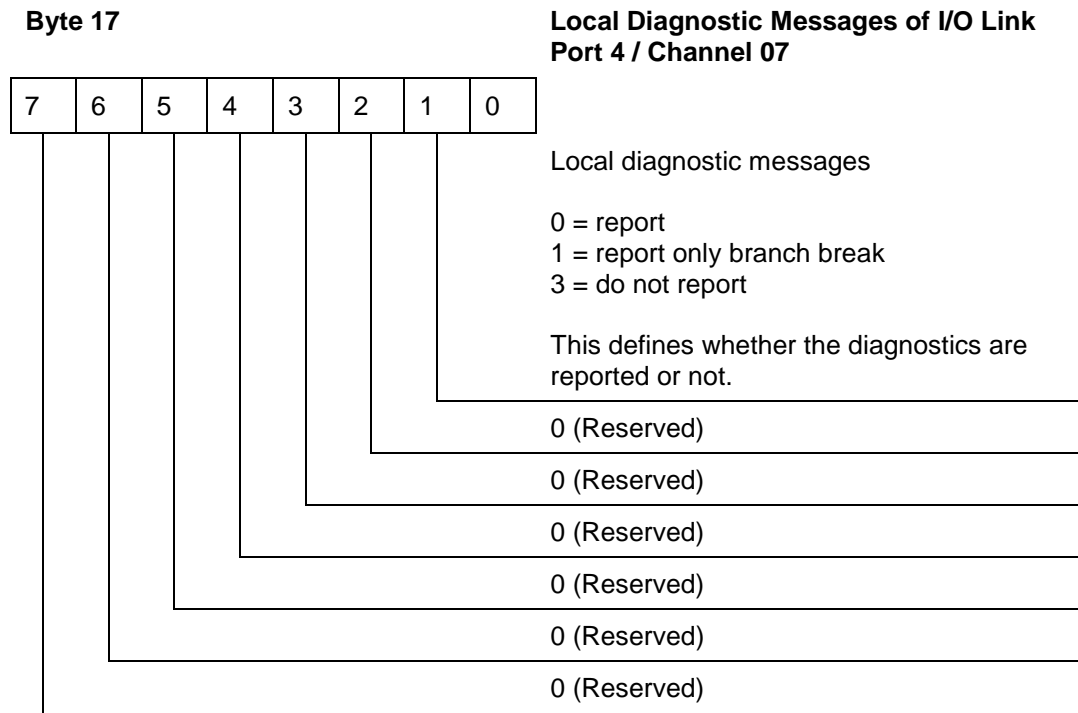 Byte 17
Local Diagnostic Messages of I/O Link
Port 4 / Channel 07
7 6 5 4 3 2 1 0
Local diagnostic messages
0 = report
1 = report only branch break
3 = do not report
This defines whether the diagnostics are
reported or not.
0 (Reserved)
0 (Reserved)
0 (Reserved)
0 (Reserved)
0 (Reserved)
0 (Reserved)